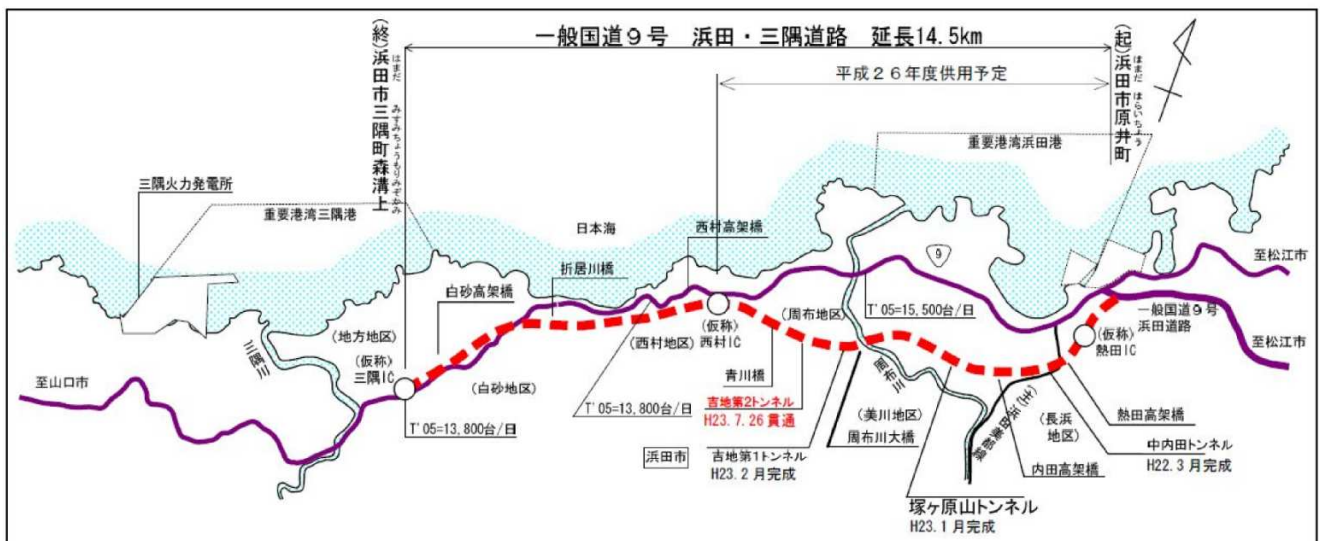 一般国道9号 浜田・三隅道路 延長14.5km
平成26年度供用予定
(終)浜田市三隅町森溝上
はまだ みすみちょうもりみぞかみ
(起)浜田市原井町
はまだ はらいちょう
三隅火力発電所
重要港湾三隅港
重要港湾浜田港
日本海
西村高架橋
折居川橋
白砂高架橋
9
至松江市
T'05=15,500台/日
一般国道9号
浜田道路
至松江市
(地方地区)
(仮称)
三隅IC
三隅川
至山口市
(白砂地区)
T'05=13,800台/日
(西村地区)
(仮称)
西村IC
(周布地区)
T'05=13,800台/日
青川橋
吉地第2トンネル
H23.7.26貫通
浜田市
吉地第1トンネル
H23.2月完成
周布川
(美川地区)
周布川大橋
(主)浜田美都線
(仮称)
熱田IC
(長浜
地区)
熱田高架橋
中内田トンネル
H22.3月完成
内田高架橋
塚ヶ原山トンネル
H23.1月完成